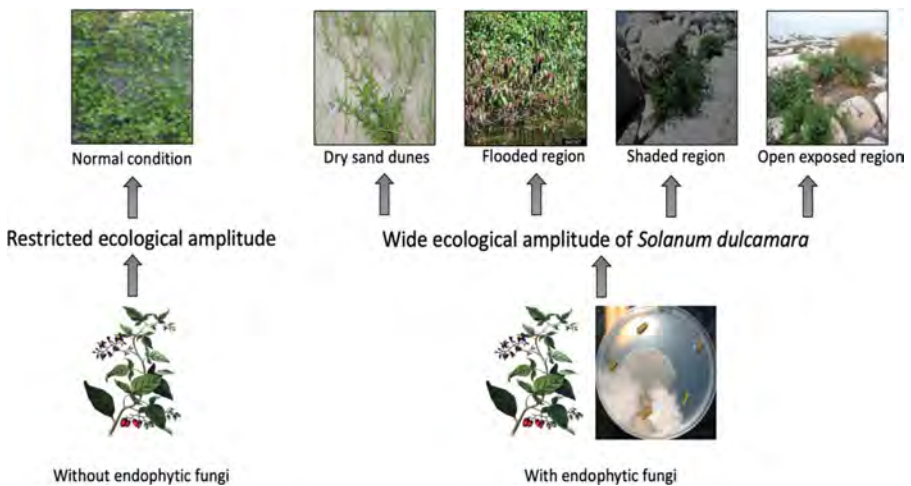 Normal condition
Dry sand dunes
Flooded region
Shaded region
Open exposed region
Restricted ecological amplitude
Wide ecological amplitude of Solanum dulcamara
Without endophytic fungi
With endophytic fungi